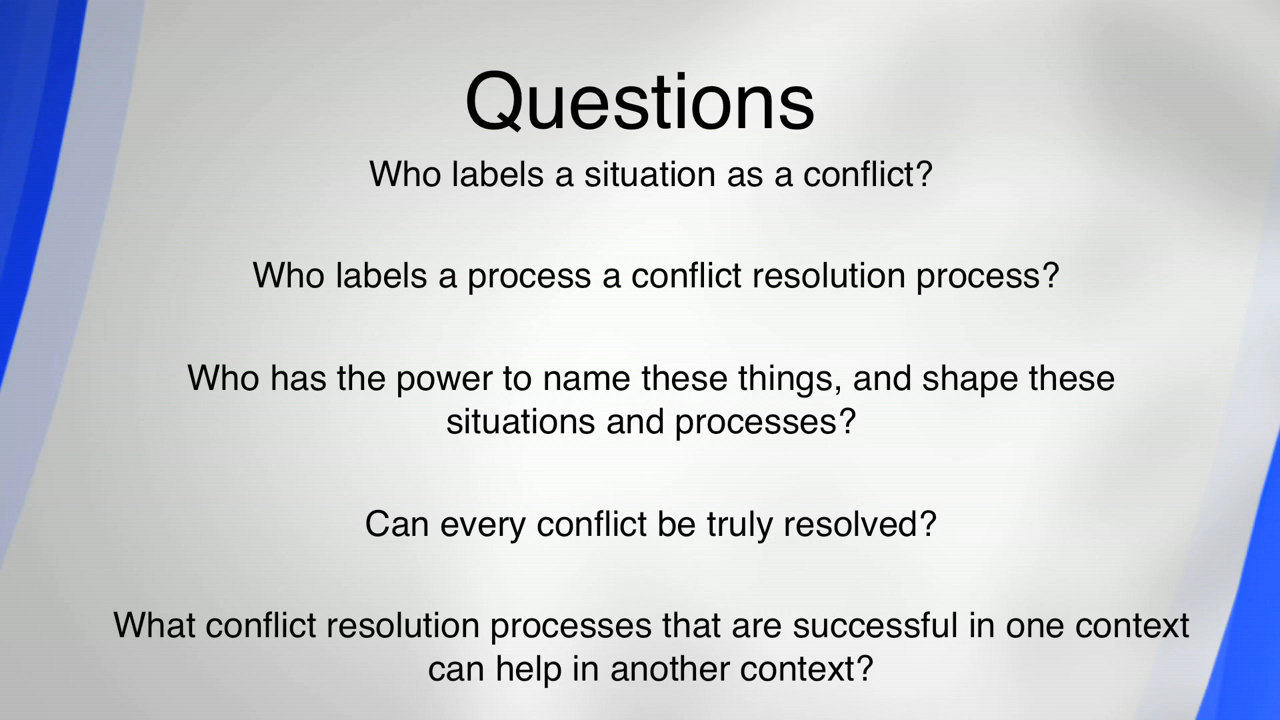 Questions
Who labels a situation as a conflict?
Who labels a process a conflict resolution process?
Who has the power to name these things, and shape these
situations and processes?
Can every conflict be truly resolved?
What conflict resolution processes that are successful in one context
can help in another context?